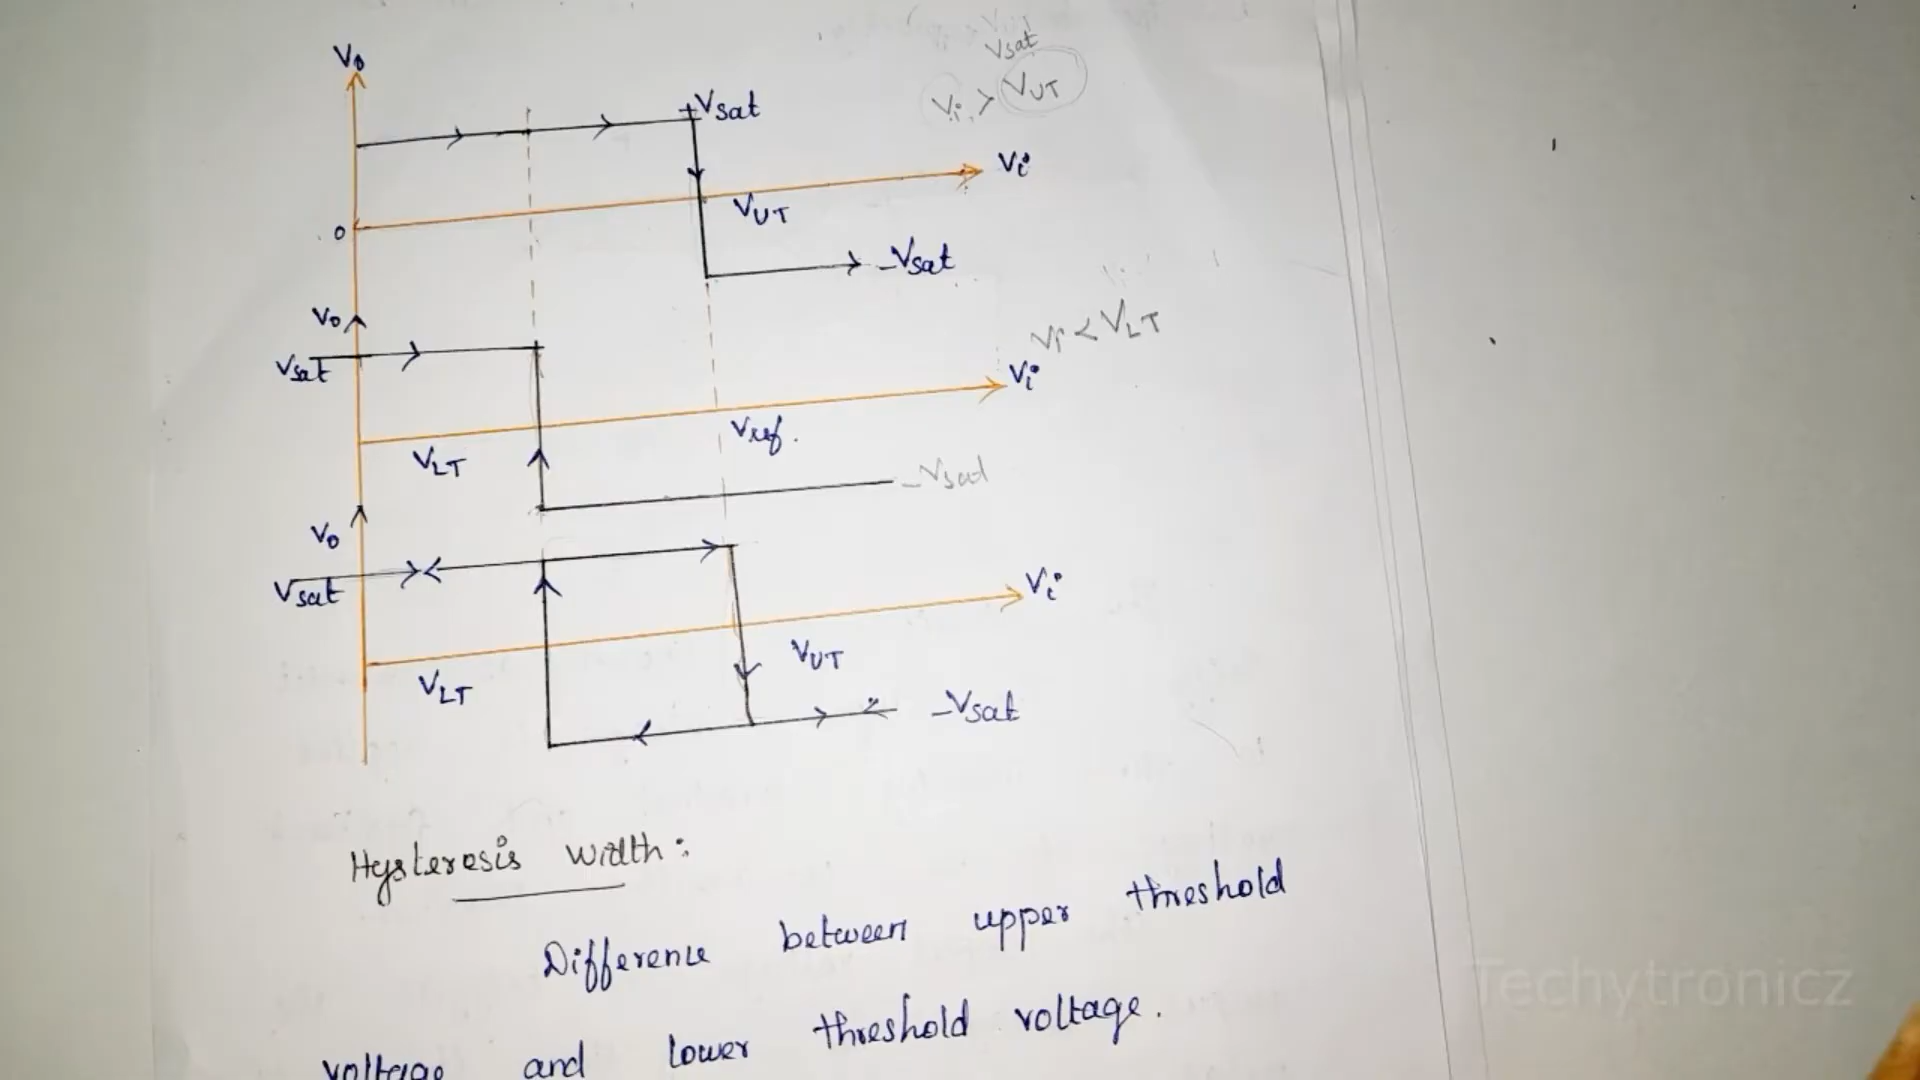 V₀
Vsat
Vi > VUT
+Vsat
Vi
0
VUT
-Vsat
V₀
Vi < VLT
Vsat
Vi
Vref.
VLT
-Vsat
V₀
Vsat
Vi
VUT
VLT
-Vsat
Hysteresis width:
Difference between upper threshold
voltage and lower threshold voltage.
Techytronicz